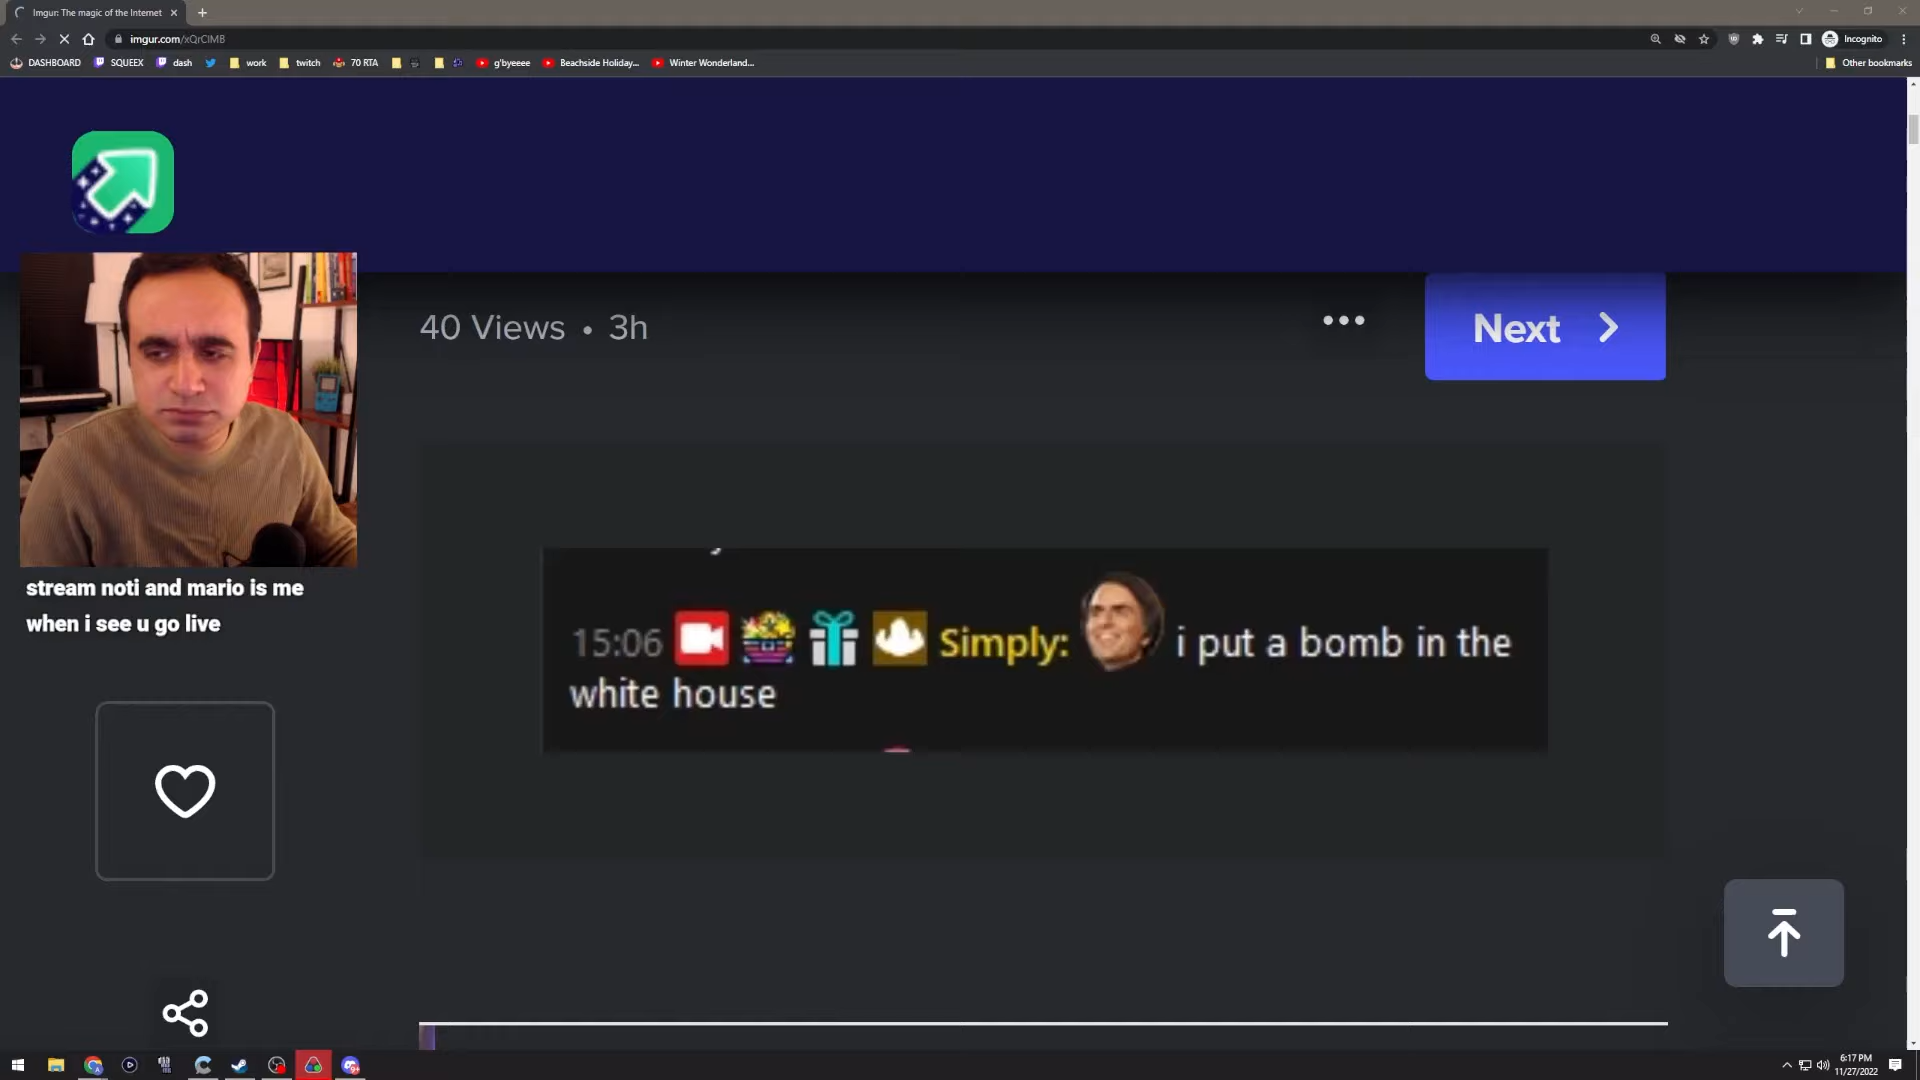 Imgur: The magic of the Internet
imgur.com/xQrCIMB
Incognito
DASHBOARD SQUEEX dash work twitch 70 RTA g'byeeee Beachside Holiday... Winter Wonderland... Other bookmarks
40 Views • 3h
Next
15:06 Simply: i put a bomb in the
white house
stream noti and mario is me
when i see u go live
6:17 PM
11/27/2022